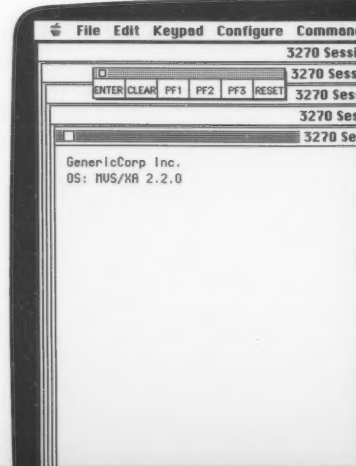 File Edit Keypad Configure Comman
3270 Sessi
3270 Sess
ENTER CLEAR PF1 PF2 PF3 RESET
3270 Ses
3270 Ses
3270 Se
GenericCorp Inc.
OS: MVS/XA 2.2.0